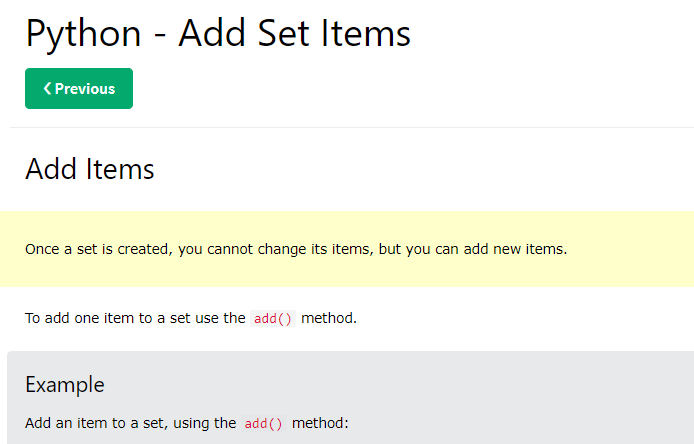 Python - Add Set Items
❮ Previous
Add Items
Once a set is created, you cannot change its items, but you can add new items.
To add one item to a set use the add() method.
Example
Add an item to a set, using the add() method: